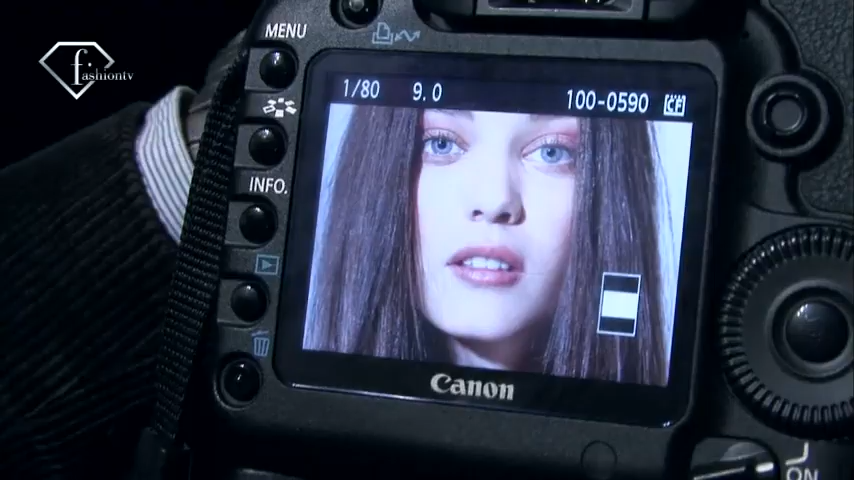 MENU
fashiontv
1/80 9.0 100-0590 CF
INFO.
Canon
ON